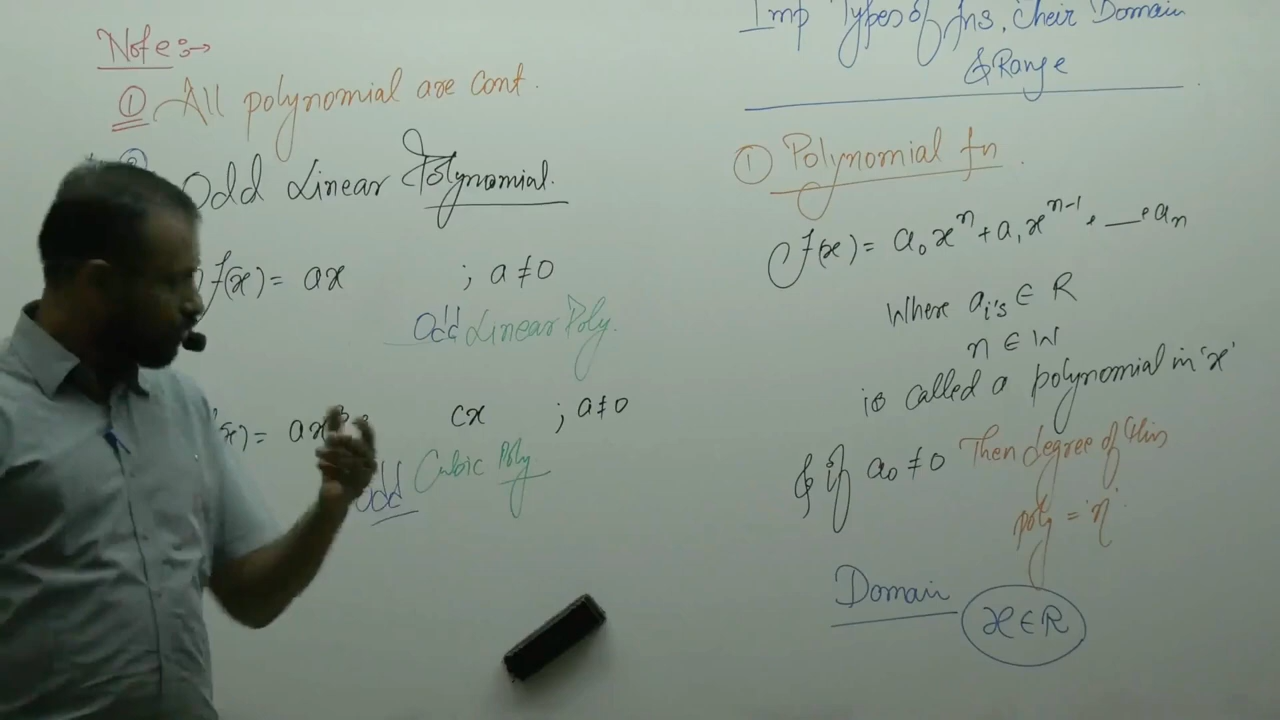 Note :→
① All polynomial are cont.
② Odd Linear Polynomial.
f(x) = ax ; a ≠ 0
Odd Linear Poly.
(x) = ax³ cx ; a ≠ 0
Odd Cubic Poly
Imp Types of fns, their Domain
& Range
① Polynomial fn.
f(x) = a₀xⁿ + a₁xⁿ⁻¹ + __ + aₙ
Where aᵢ's ∈ R
n ∈ W
is called a polynomial in 'x'
& if a₀ ≠ 0 Then degree of this
poly = 'n'
Domain x ∈ R